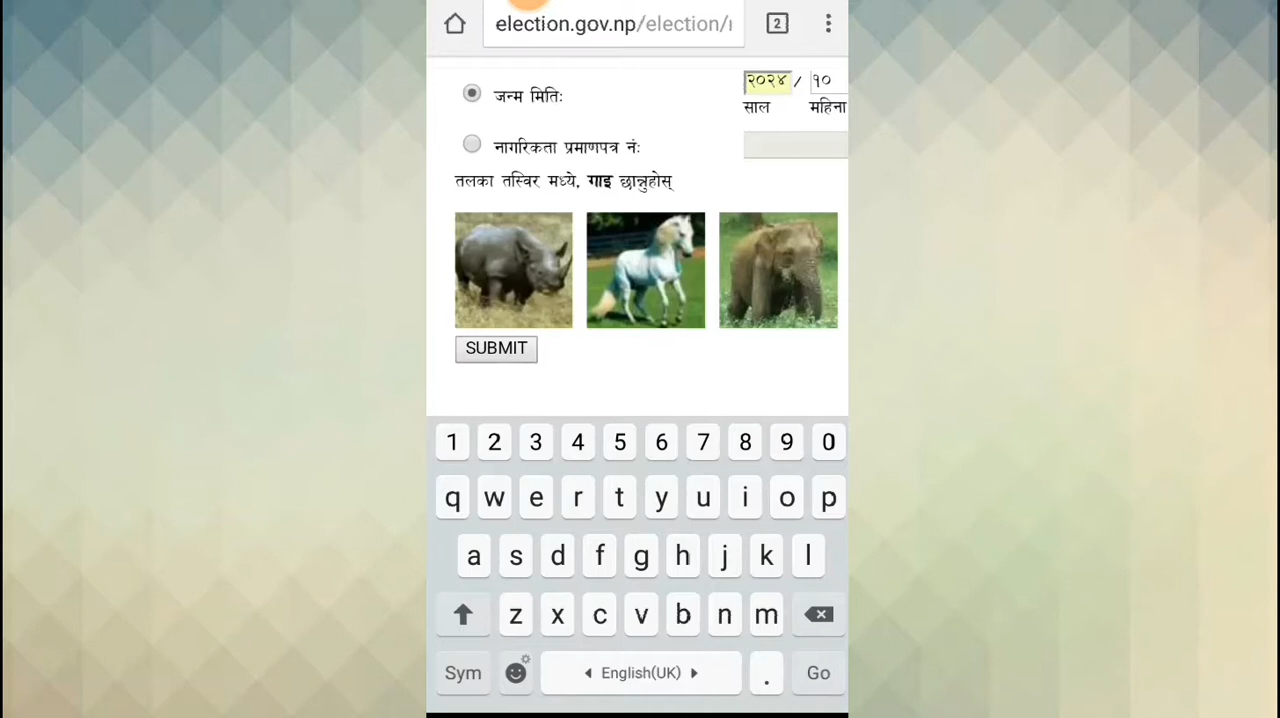 election.gov.np/election/ 2
जन्म मितिः २०२४ / १०
साल महिना
नागरिकता प्रमाणपत्र नंः
तलका तस्विर मध्ये, गाइ छान्नुहोस्
SUBMIT
1 2 3 4 5 6 7 8 9 0
q w e r t y u i o p
a s d f g h j k l
z x c v b n m
Sym English(UK) . Go